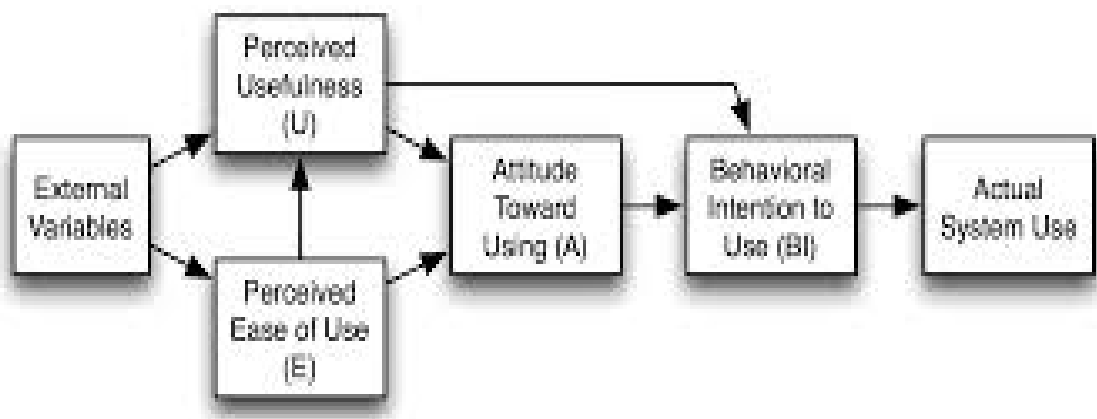 Perceived
Usefulness
(U)
External
Variables
Perceived
Ease of Use
(E)
Attitude
Toward
Using (A)
Behavioral
Intention to
Use (BI)
Actual
System Use